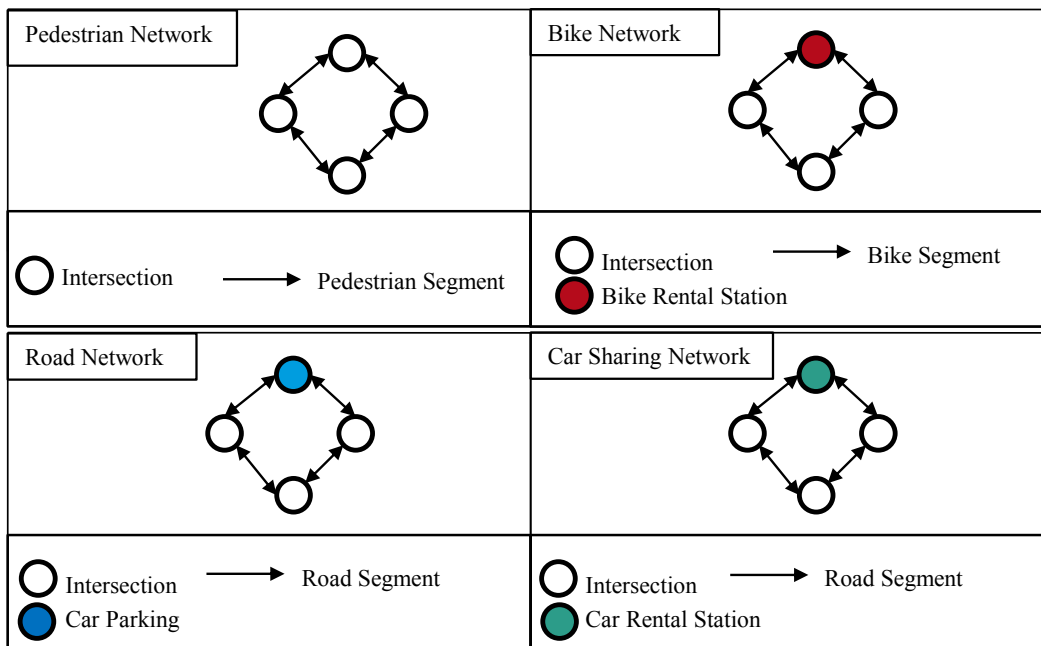 Pedestrian Network
Bike Network
Intersection
Pedestrian Segment
Intersection
Bike Segment
Bike Rental Station
Road Network
Car Sharing Network
Intersection
Road Segment
Car Parking
Intersection
Road Segment
Car Rental Station